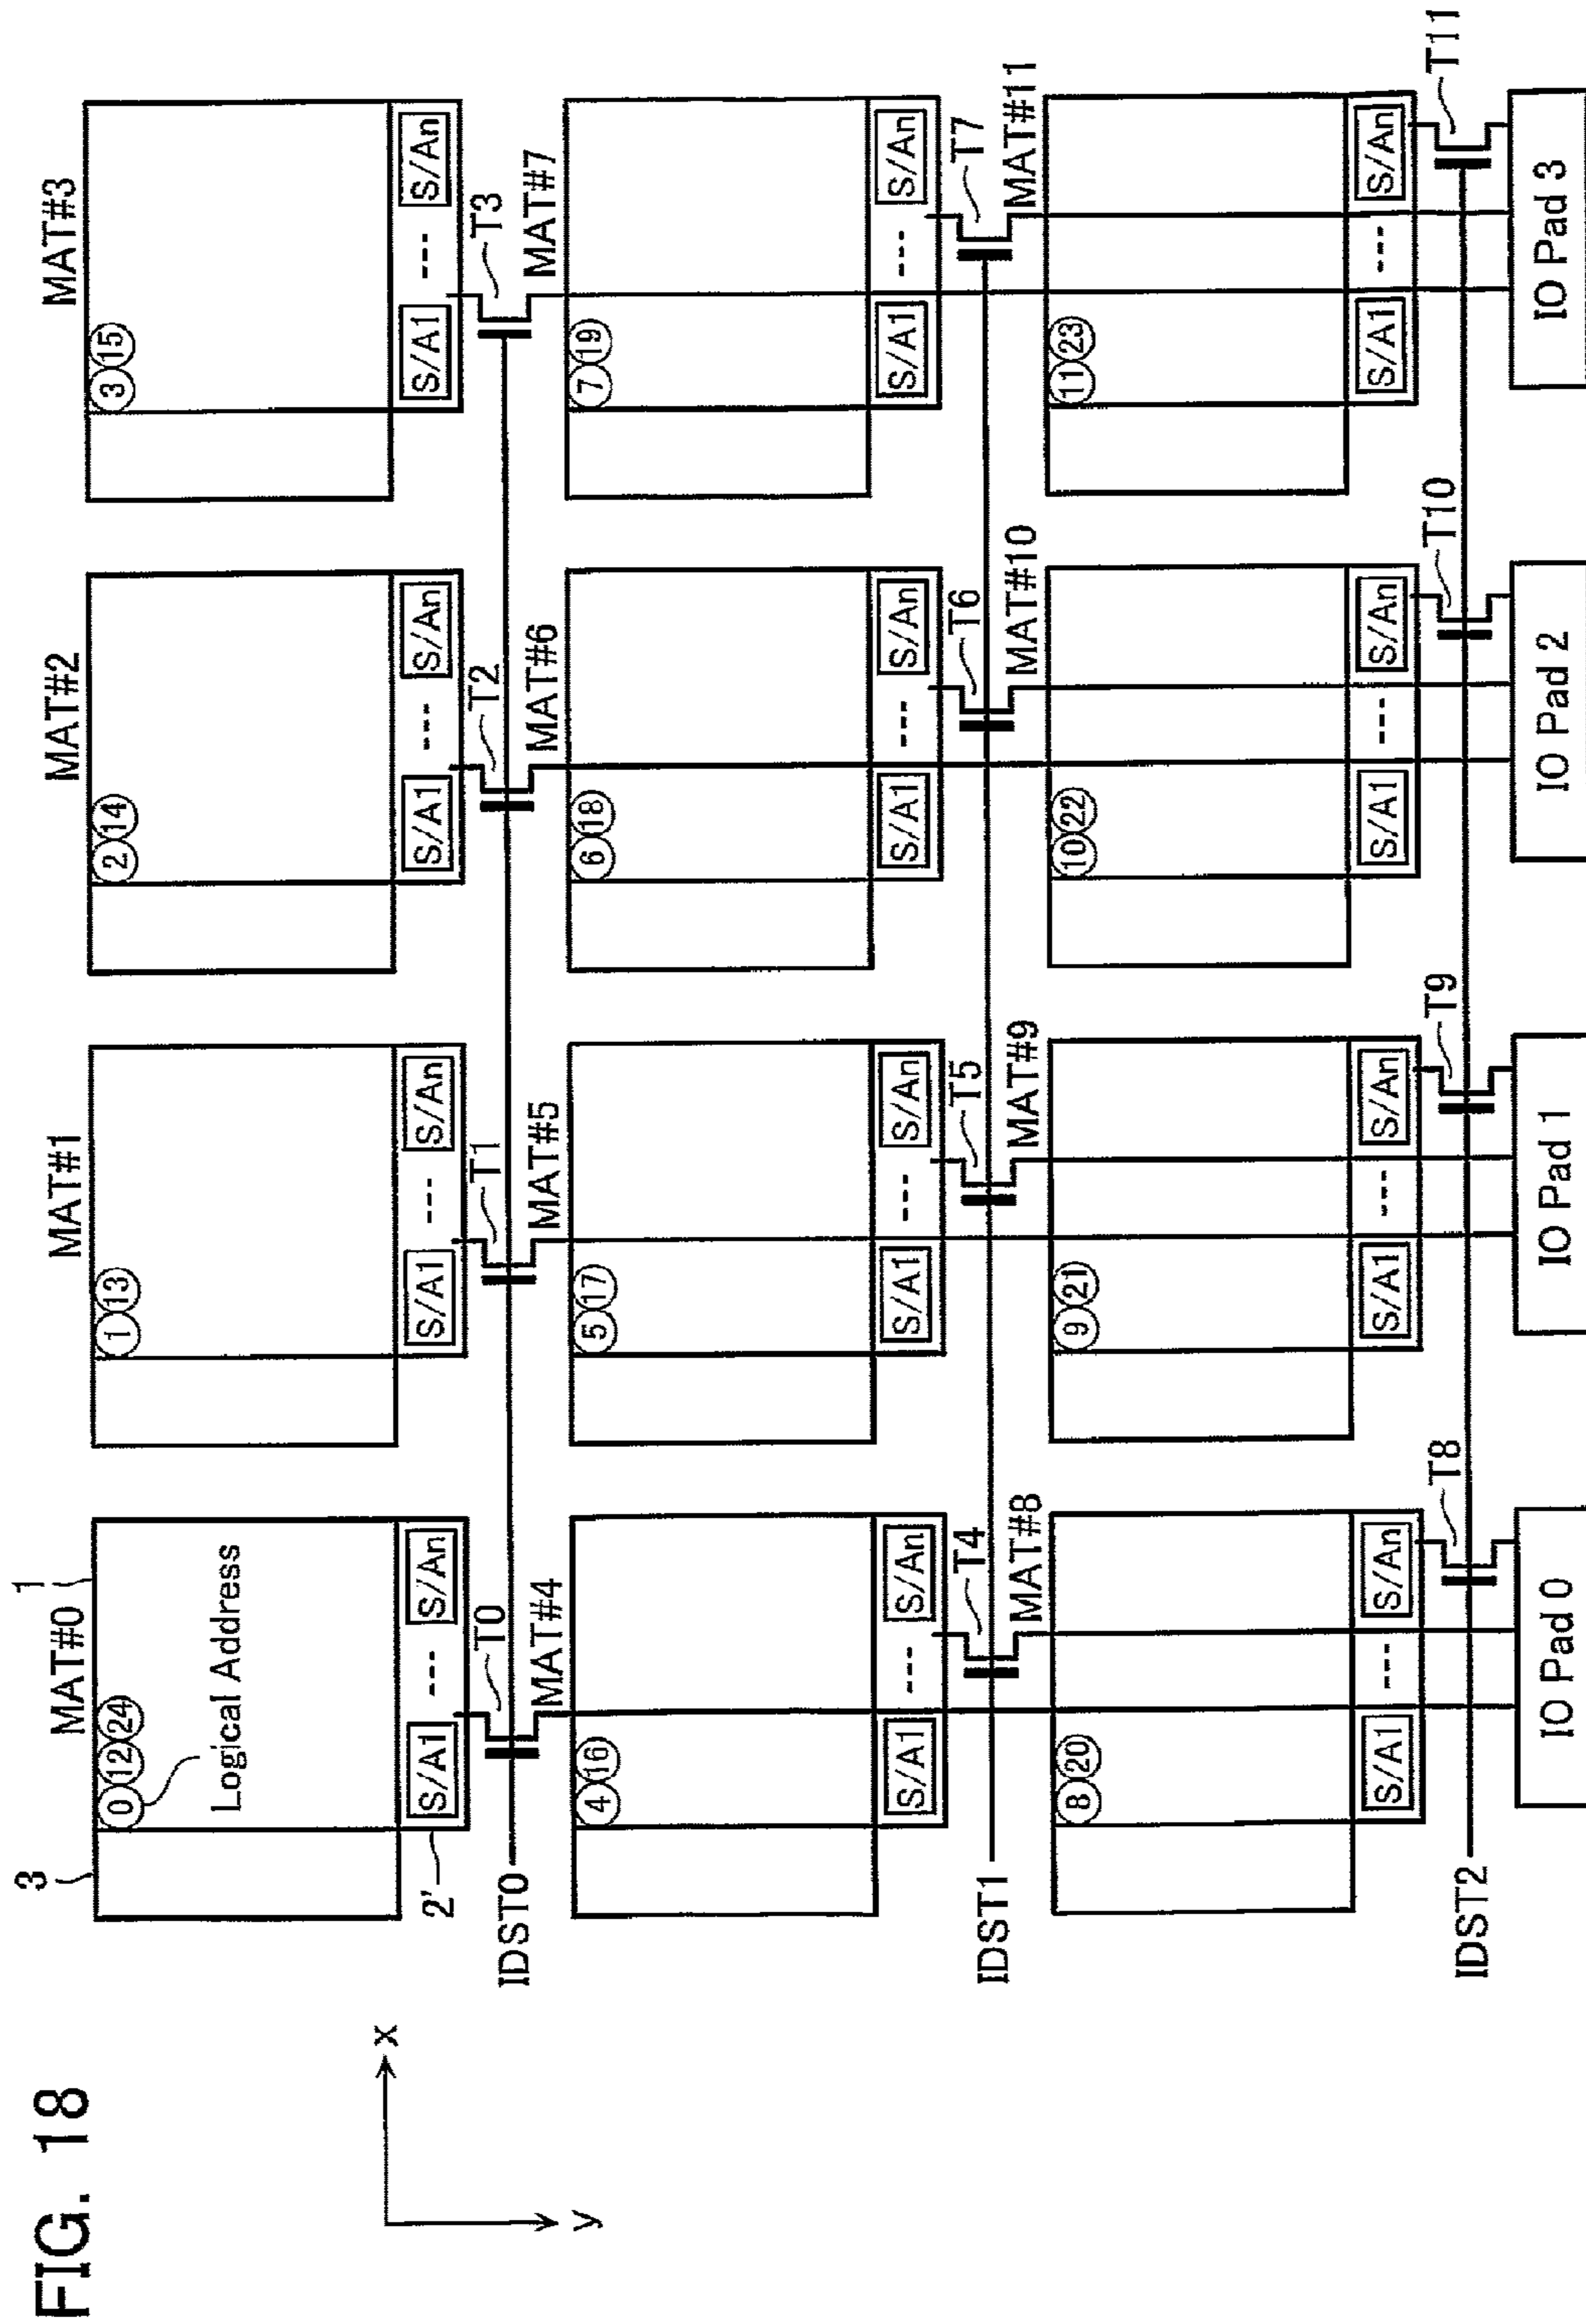 FIG. 18
x
y
3
1
MAT#0
MAT#1
MAT#2
MAT#3
0 12 24
1 13
2 14
3 15
Logical Address
2'
S/A1 --- S/An
S/A1 --- S/An
S/A1 --- S/An
S/A1 --- S/An
T0
T1
T2
T3
IDST0
MAT#4
MAT#5
MAT#6
MAT#7
4 16
5 17
6 18
7 19
S/A1 --- S/An
S/A1 --- S/An
S/A1 --- S/An
S/A1 --- S/An
T4
T5
T6
T7
IDST1
MAT#8
MAT#9
MAT#10
MAT#11
8 20
9 21
10 22
11 23
S/A1 --- S/An
S/A1 --- S/An
S/A1 --- S/An
S/A1 --- S/An
T8
T9
T10
T11
IDST2
IO Pad 0
IO Pad 1
IO Pad 2
IO Pad 3